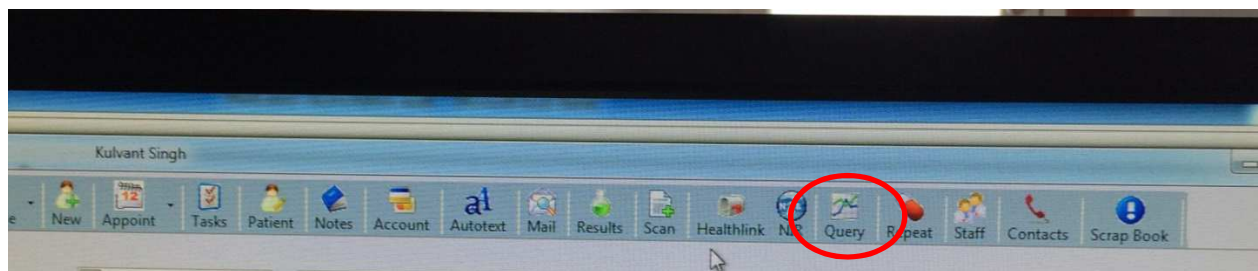 Kulvant Singh
New Appoint Tasks Patient Notes Account Autotext Mail Results Scan Healthlink NIR Query Repeat Staff Contacts Scrap Book